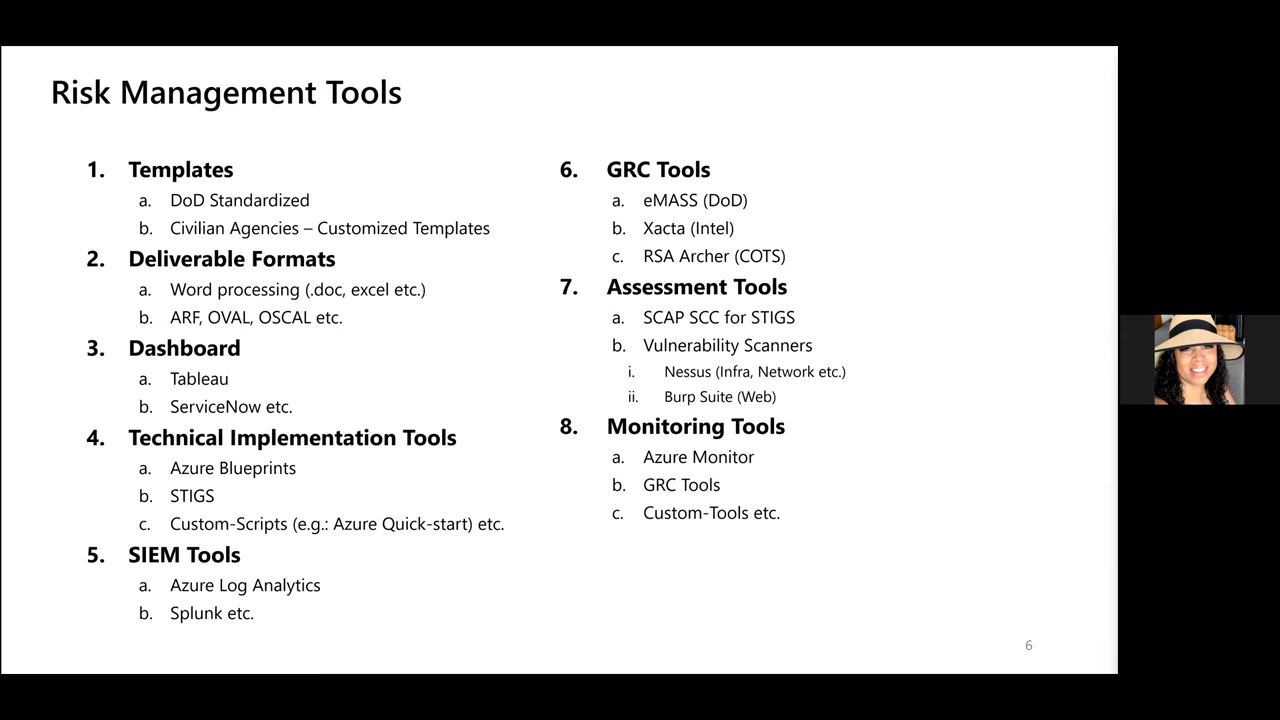 Risk Management Tools
1. Templates
a. DoD Standardized
b. Civilian Agencies – Customized Templates
2. Deliverable Formats
a. Word processing (.doc, excel etc.)
b. ARF, OVAL, OSCAL etc.
3. Dashboard
a. Tableau
b. ServiceNow etc.
4. Technical Implementation Tools
a. Azure Blueprints
b. STIGS
c. Custom-Scripts (e.g.: Azure Quick-start) etc.
5. SIEM Tools
a. Azure Log Analytics
b. Splunk etc.
6. GRC Tools
a. eMASS (DoD)
b. Xacta (Intel)
c. RSA Archer (COTS)
7. Assessment Tools
a. SCAP SCC for STIGS
b. Vulnerability Scanners
i. Nessus (Infra, Network etc.)
ii. Burp Suite (Web)
8. Monitoring Tools
a. Azure Monitor
b. GRC Tools
c. Custom-Tools etc.
6